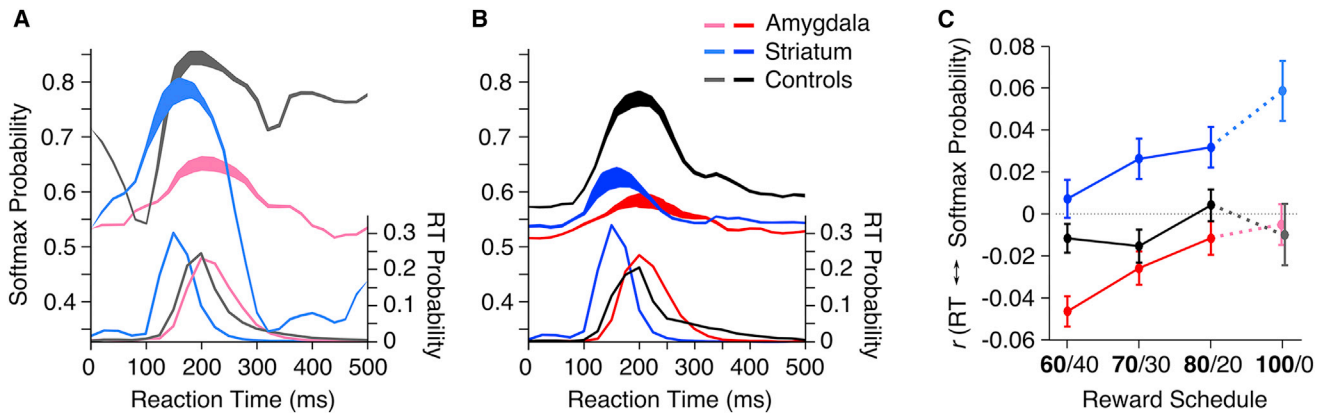 A
Softmax Probability
0.8
0.7
0.6
0.5
0.4
RT Probability
0.3
0.2
0.1
0
0 100 200 300 400 500
Reaction Time (ms)
B
Amygdala
Striatum
Controls
0.8
0.7
0.6
0.5
0.4
RT Probability
0.3
0.2
0.1
0
0 100 200 300 400 500
Reaction Time (ms)
C
r (RT ↔ Softmax Probability)
0.08
0.06
0.04
0.02
0
-0.02
-0.04
-0.06
60/40 70/30 80/20 100/0
Reward Schedule